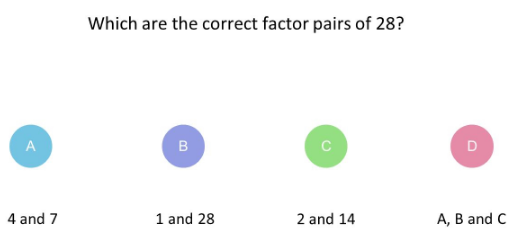 Which are the correct factor pairs of 28?
A B C D
4 and 7 1 and 28 2 and 14 A, B and C